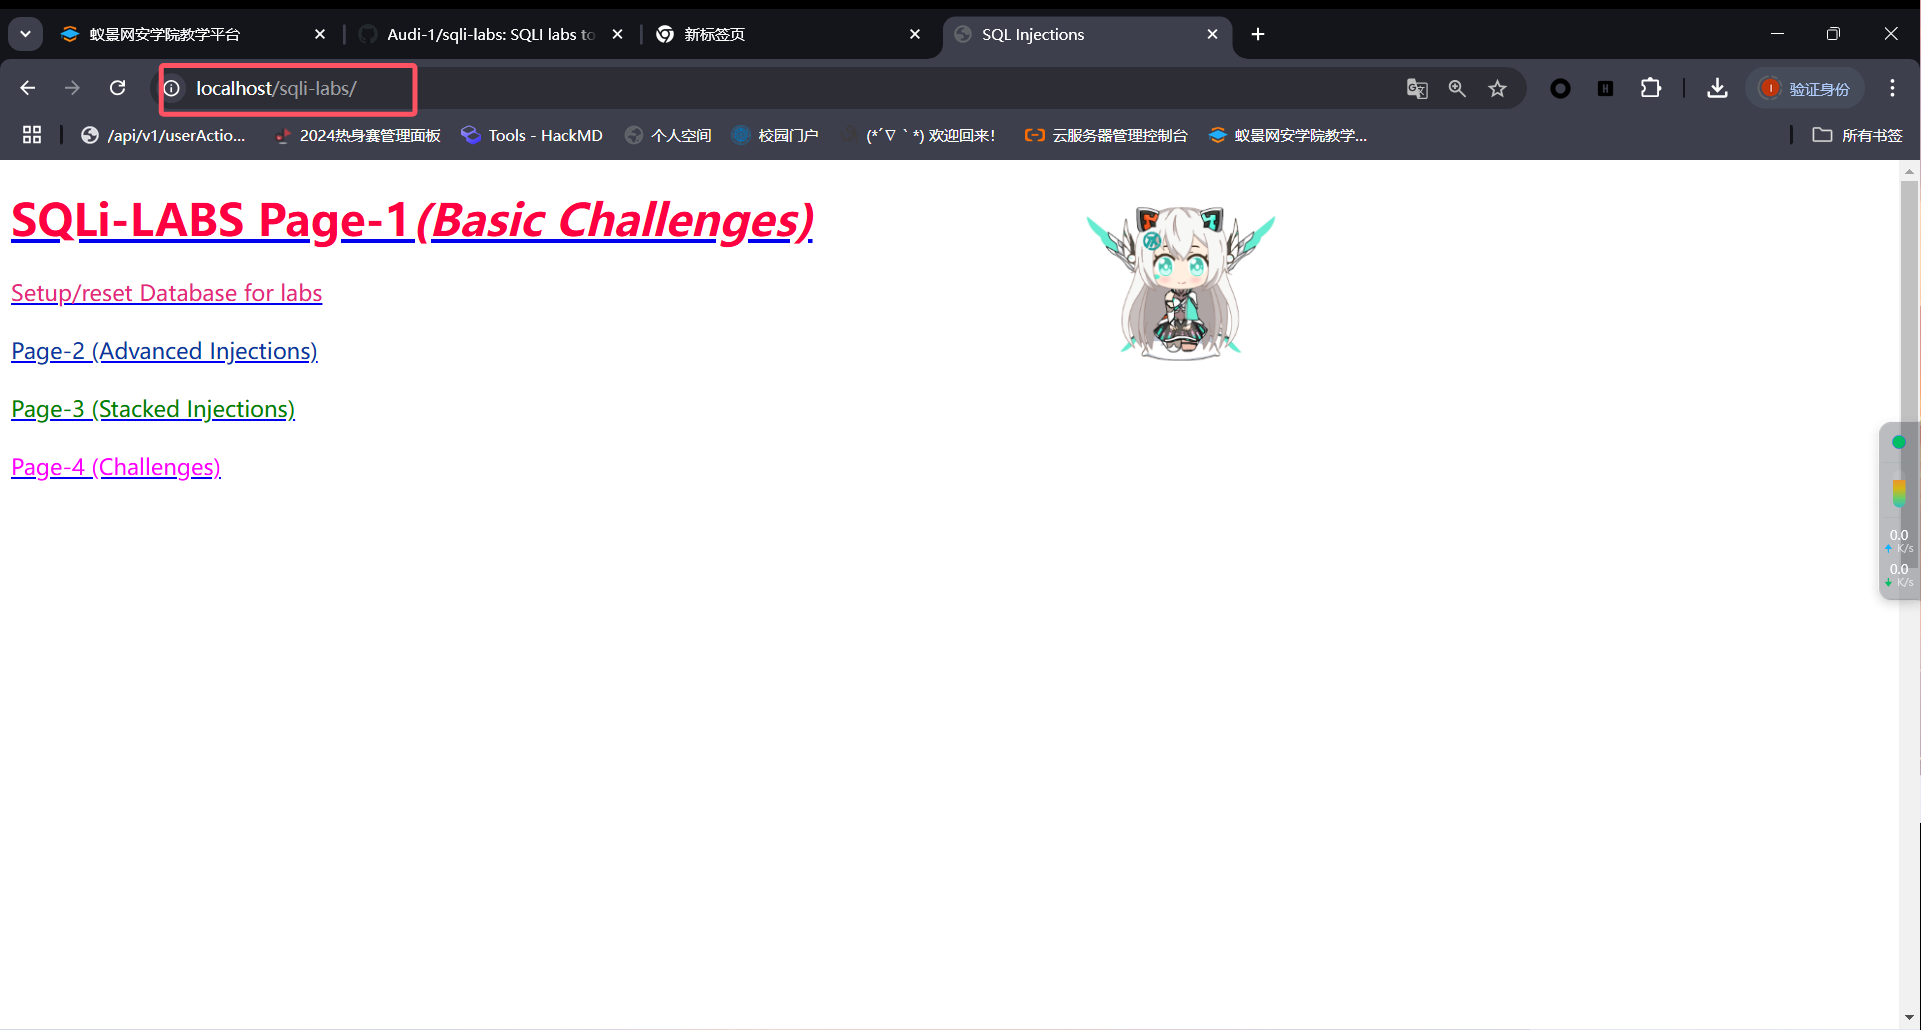 蚁景网安学院教学平台
Audi-1/sqli-labs: SQLI labs to
新标签页
SQL Injections
localhost/sqli-labs/
验证身份
/api/v1/userActio...
2024热身赛管理面板
Tools - HackMD
个人空间
校园门户
(*´∇｀*) 欢迎回来！
云服务器管理控制台
蚁景网安学院教学...
所有书签
SQLi-LABS Page-1(Basic Challenges)
Setup/reset Database for labs
Page-2 (Advanced Injections)
Page-3 (Stacked Injections)
Page-4 (Challenges)
0.0
K/s
0.0
K/s